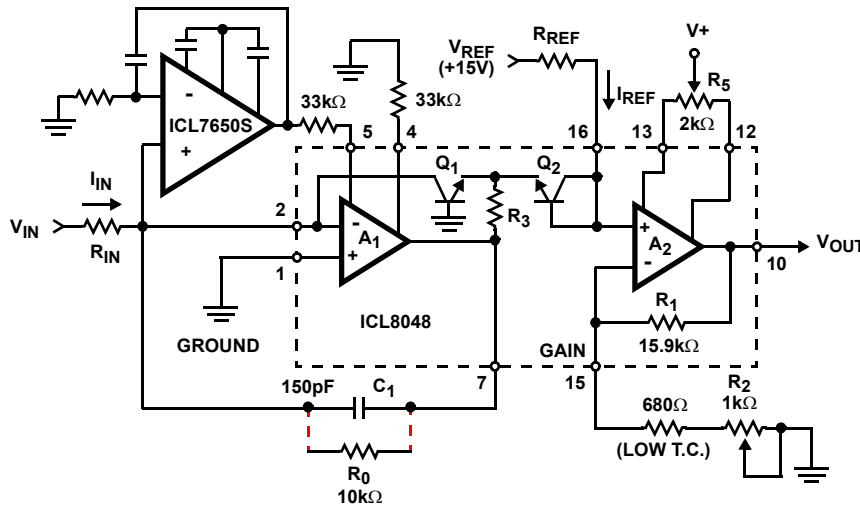 V+
VREF
(+15V)
RREF
IREF
R5
2kΩ
-
ICL7650S
+
33kΩ
33kΩ
5
4
16
13
12
IIN
VIN
RIN
2
1
Q1
Q2
R3
-
A1
+
+
A2
-
VOUT
10
ICL8048
R1
15.9kΩ
GROUND
GAIN
7
15
150pF
C1
R0
10kΩ
680Ω
(LOW T.C.)
R2
1kΩ